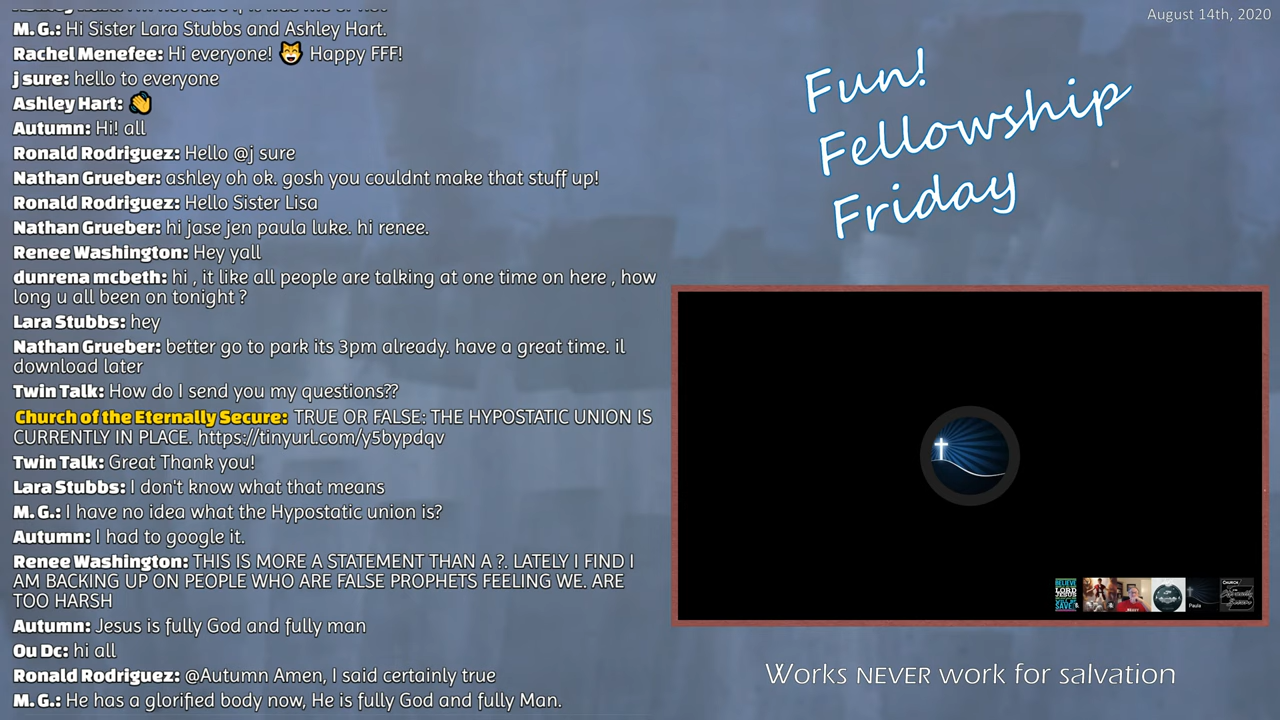 M. G.: Hi Sister Lara Stubbs and Ashley Hart.
Rachel Menefee: Hi everyone! 😸 Happy FFF!
j sure: hello to everyone
Ashley Hart: 👋
Autumn: Hi! all
Ronald Rodriguez: Hello @j sure
Nathan Grueber: ashley oh ok. gosh you couldnt make that stuff up!
Ronald Rodriguez: Hello Sister Lisa
Nathan Grueber: hi jase jen paula luke. hi renee.
Renee Washington: Hey yall
dunrena mcbeth: hi , it like all people are talking at one time on here , how
long u all been on tonight ?
Lara Stubbs: hey
Nathan Grueber: better go to park its 3pm already. have a great time. il
download later
Twin Talk: How do I send you my questions??
Church of the Eternally Secure: TRUE OR FALSE: THE HYPOSTATIC UNION IS
CURRENTLY IN PLACE. https://tinyurl.com/y5bypdqv
Twin Talk: Great Thank you!
Lara Stubbs: I don't know what that means
M. G.: I have no idea what the Hypostatic union is?
Autumn: I had to google it.
Renee Washington: THIS IS MORE A STATEMENT THAN A ?. LATELY I FIND I
AM BACKING UP ON PEOPLE WHO ARE FALSE PROPHETS FEELING WE. ARE
TOO HARSH
Autumn: Jesus is fully God and fully man
Ou Dc: hi all
Ronald Rodriguez: @Autumn Amen, I said certainly true
M. G.: He has a glorified body now, He is fully God and fully Man.
August 14th, 2020
Fun!
Fellowship
Friday
BELIEVE
LORD
JESUS
SAVED
Paula
CHURCH
Works NEVER work for salvation